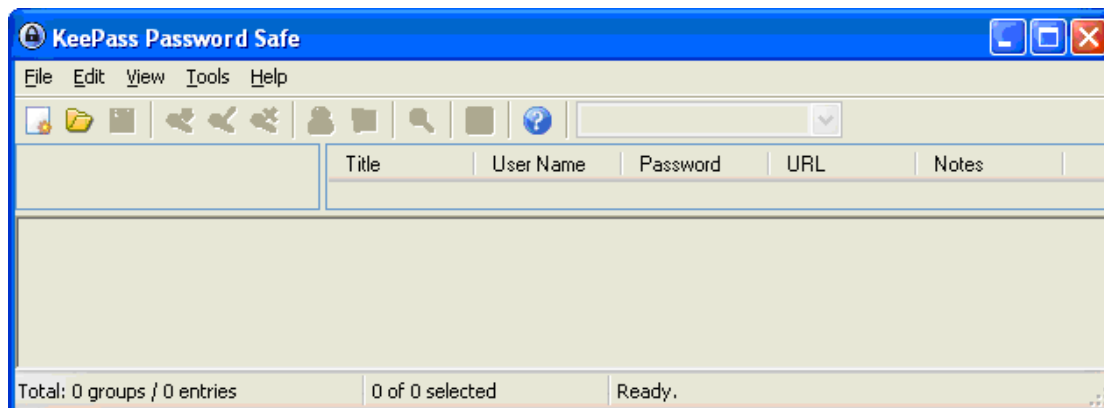 KeePass Password Safe
File Edit View Tools Help
Title User Name Password URL Notes
Total: 0 groups / 0 entries 0 of 0 selected Ready.